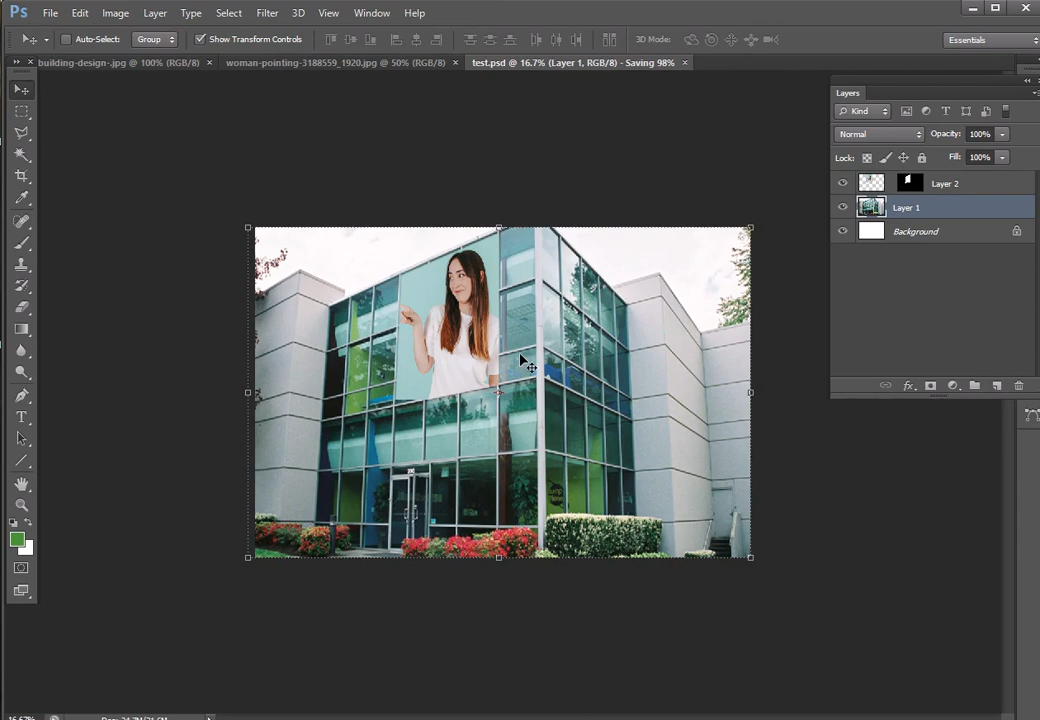 Ps File Edit Image Layer Type Select Filter 3D View Window Help
Auto-Select: Group Show Transform Controls 3D Mode: Essentials
building-design-.jpg @ 100% (RGB/8) × woman-pointing-3188559_1920.jpg @ 50% (RGB/8) × test.psd @ 16.7% (Layer 1, RGB/8) - Saving 98% ×
Layers
Kind
Normal Opacity: 100%
Lock: Fill: 100%
Layer 2
Layer 1
Background